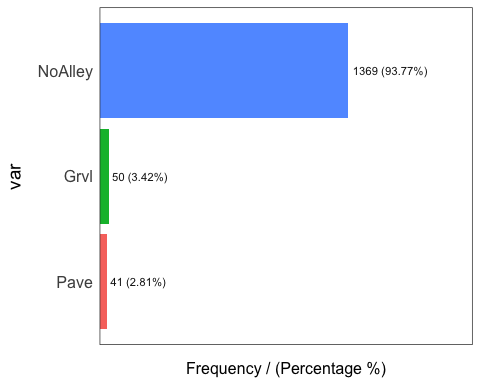 NoAlley
1369 (93.77%)
Grvl
50 (3.42%)
Pave
41 (2.81%)
var
Frequency / (Percentage %)